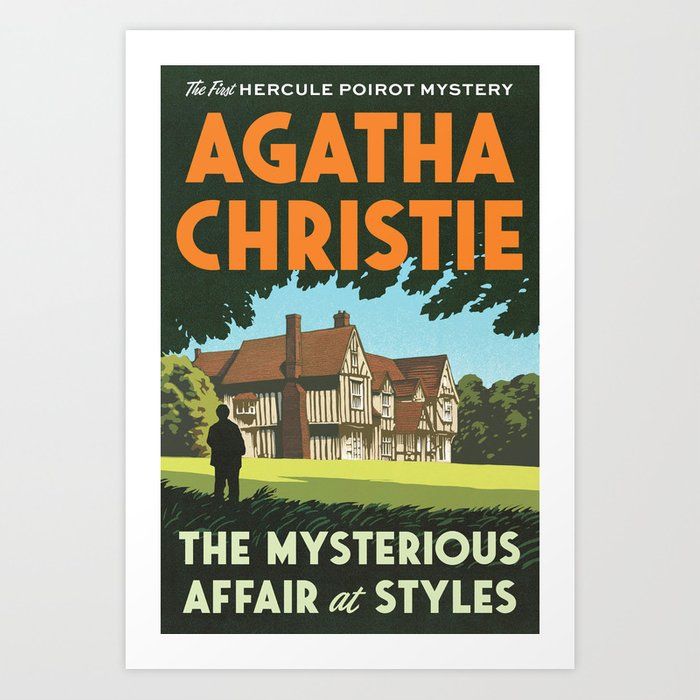 The First HERCULE POIROT MYSTERY
AGATHA
CHRISTIE
THE MYSTERIOUS
AFFAIR at STYLES